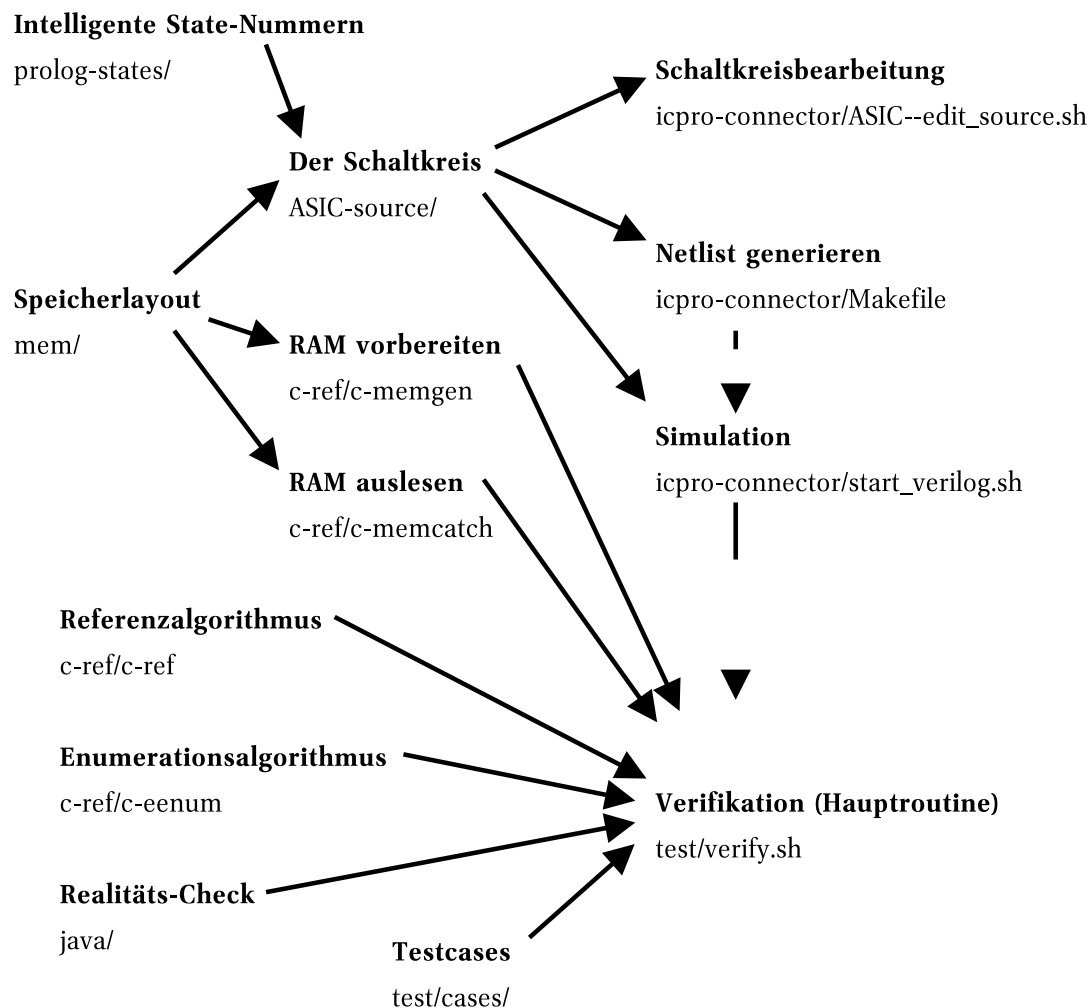 Intelligente State-Nummern
prolog-states/
Schaltkreisbearbeitung
icpro-connector/ASIC--edit_source.sh
Der Schaltkreis
ASIC-source/
Netlist generieren
icpro-connector/Makefile
Speicherlayout
mem/
RAM vorbereiten
c-ref/c-memgen
Simulation
icpro-connector/start_verilog.sh
RAM auslesen
c-ref/c-memcatch
Referenzalgorithmus
c-ref/c-ref
Enumerationsalgorithmus
c-ref/c-eenum
Verifikation (Hauptroutine)
test/verify.sh
Realitäts-Check
java/
Testcases
test/cases/